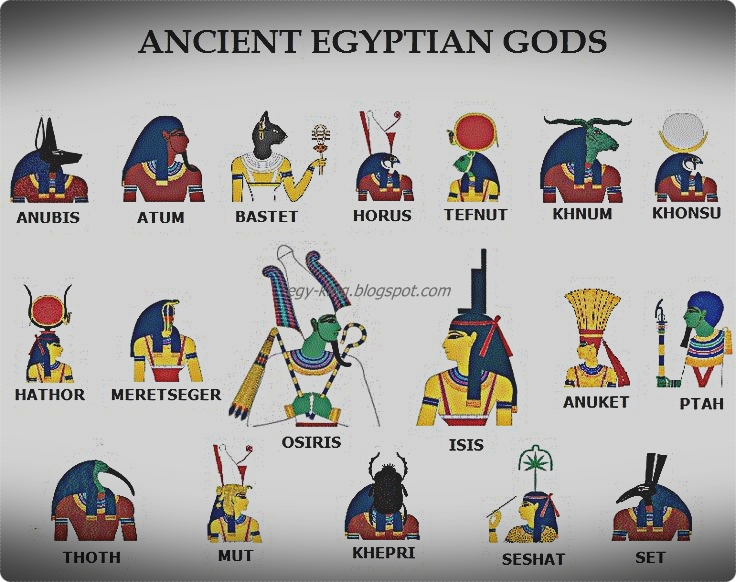 ANCIENT EGYPTIAN GODS
ANUBIS
ATUM
BASTET
HORUS
TEFNUT
KHNUM
KHONSU
egy-king.blogspot.com
HATHOR
MERETSEGER
OSIRIS
ISIS
ANUKET
PTAH
THOTH
MUT
KHEPRI
SESHAT
SET